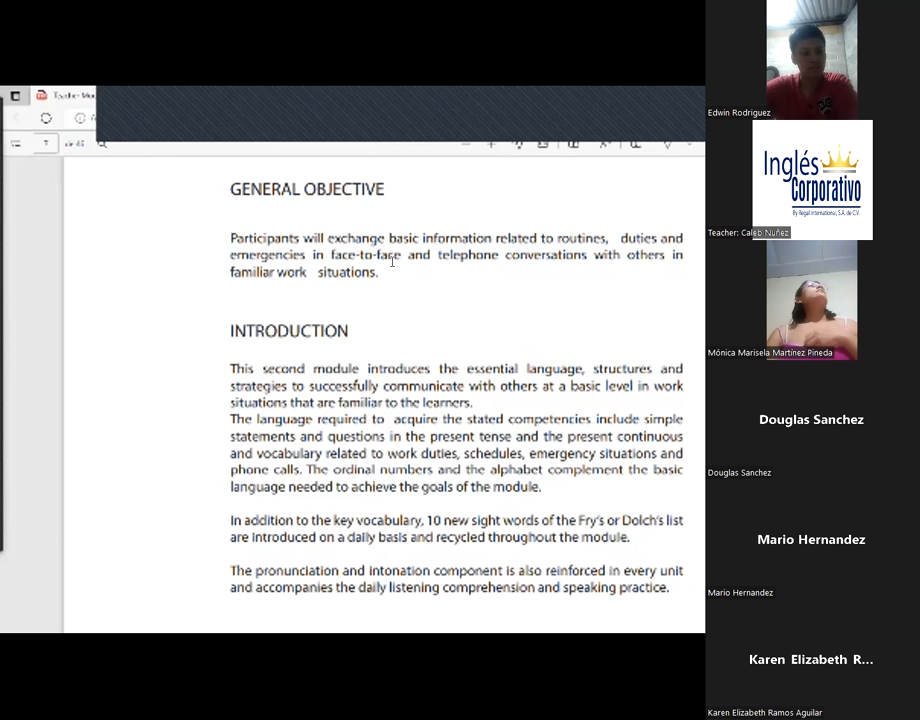 Teacher Mod
GENERAL OBJECTIVE
Participants will exchange basic information related to routines, duties and
emergencies in face-to-face and telephone conversations with others in
familiar work situations.
INTRODUCTION
This second module introduces the essential language, structures and
strategies to successfully communicate with others at a basic level in work
situations that are familiar to the learners.
The language required to acquire the stated competencies include simple
statements and questions in the present tense and the present continuous
and vocabulary related to work duties, schedules, emergency situations and
phone calls. The ordinal numbers and the alphabet complement the basic
language needed to achieve the goals of the module.
In addition to the key vocabulary, 10 new sight words of the Fry's or Dolch's list
are introduced on a daily basis and recycled throughout the module.
The pronunciation and intonation component is also reinforced in every unit
and accompanies the daily listening comprehension and speaking practice.
Edwin Rodriguez
Inglés
Corporativo
By Regal International, S.A. de C.V.
Teacher: Caleb Nuñez
Mónica Marisela Martínez Pineda
Douglas Sanchez
Douglas Sanchez
Mario Hernandez
Mario Hernandez
Karen Elizabeth R...
Karen Elizabeth Ramos Aguilar